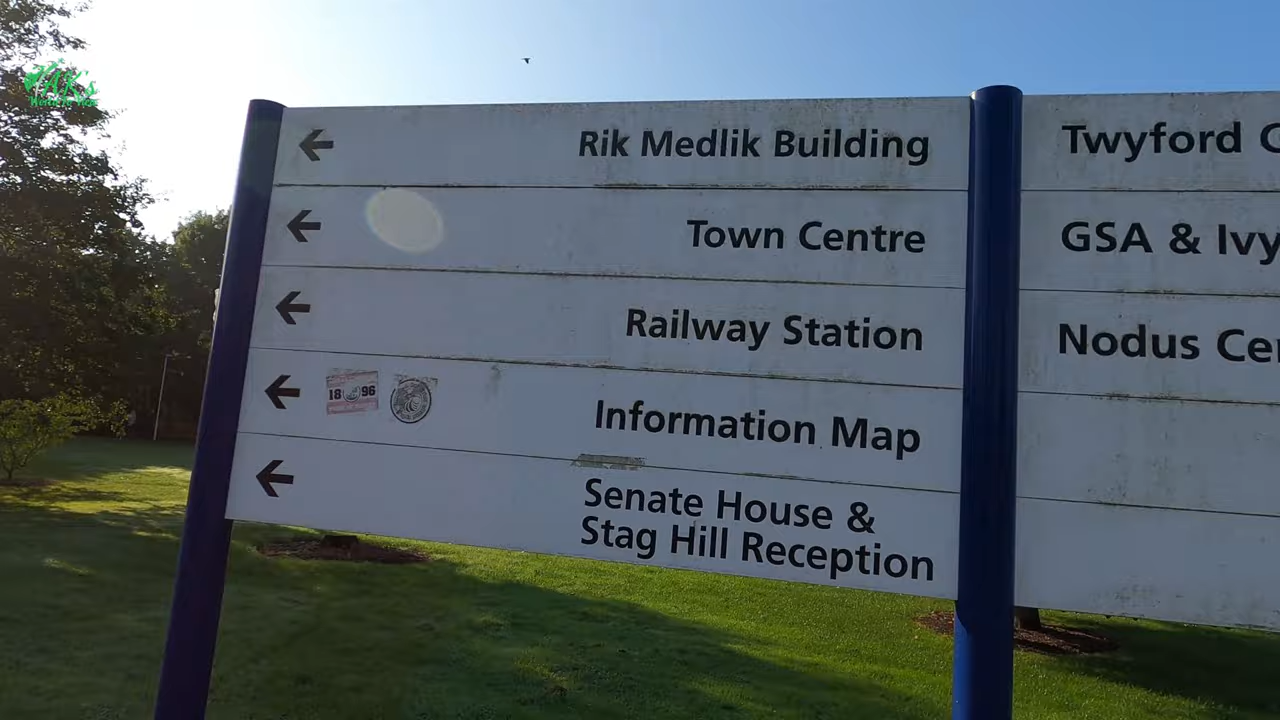 Rik Medlik Building
Town Centre
Railway Station
18 96
Information Map
Senate House &
Stag Hill Reception
Twyford C
GSA & Ivy
Nodus Cen